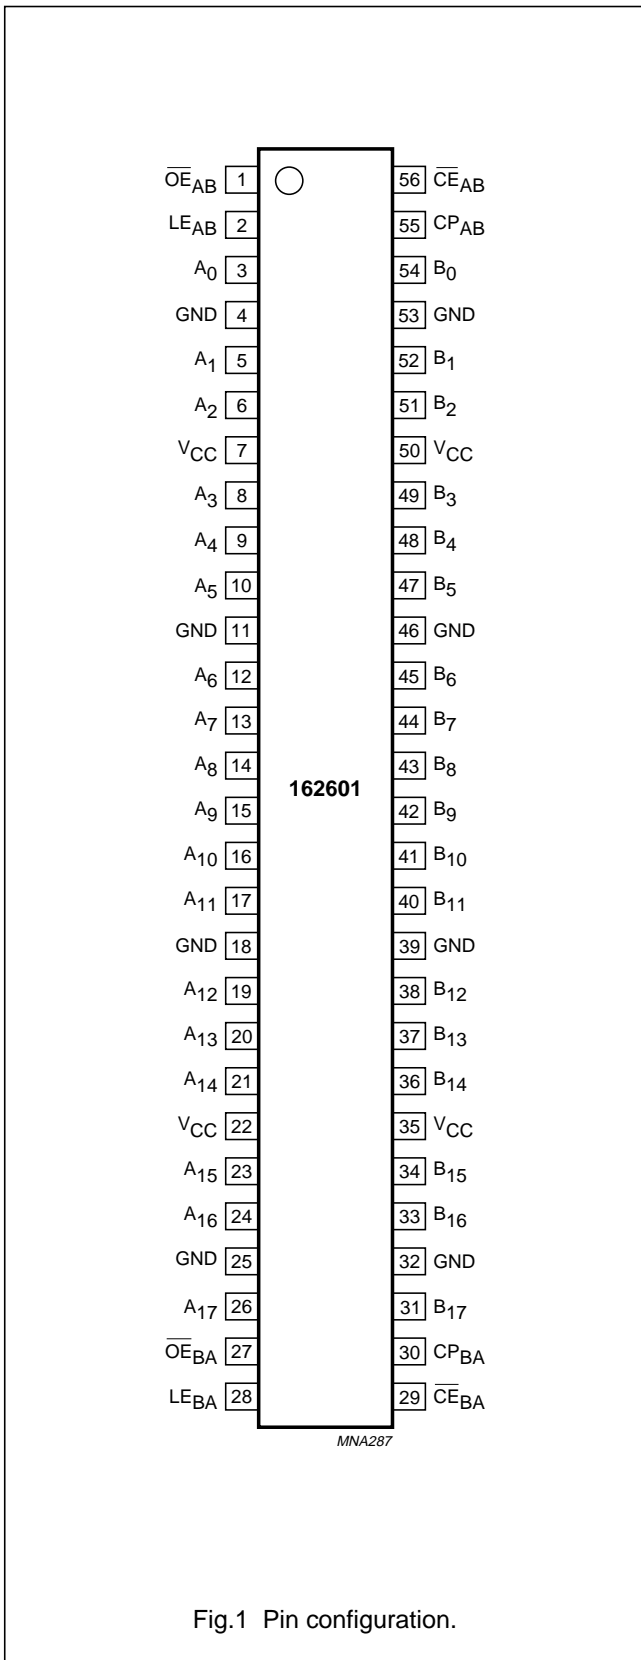 O̅E̅AB 1 56 C̅E̅AB
LEAB 2 55 CPAB
A0 3 54 B0
GND 4 53 GND
A1 5 52 B1
A2 6 51 B2
VCC 7 50 VCC
A3 8 49 B3
A4 9 48 B4
A5 10 47 B5
GND 11 46 GND
A6 12 45 B6
A7 13 44 B7
A8 14 43 B8
162601
A9 15 42 B9
A10 16 41 B10
A11 17 40 B11
GND 18 39 GND
A12 19 38 B12
A13 20 37 B13
A14 21 36 B14
VCC 22 35 VCC
A15 23 34 B15
A16 24 33 B16
GND 25 32 GND
A17 26 31 B17
O̅E̅BA 27 30 CPBA
LEBA 28 29 C̅E̅BA
MNA287
Fig.1 Pin configuration.